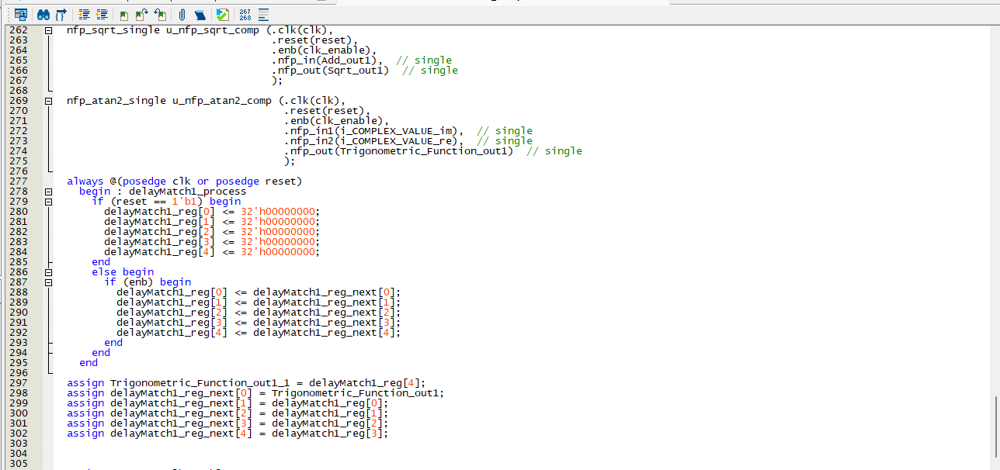 267
268
262 nfp_sqrt_single u_nfp_sqrt_comp (.clk(clk),
263 .reset(reset),
264 .enb(clk_enable),
265 .nfp_in(Add_out1), // single
266 .nfp_out(Sqrt_out1) // single
267 );
268
269 nfp_atan2_single u_nfp_atan2_comp (.clk(clk),
270 .reset(reset),
271 .enb(clk_enable),
272 .nfp_in1(i_COMPLEX_VALUE_im), // single
273 .nfp_in2(i_COMPLEX_VALUE_re), // single
274 .nfp_out(Trigonometric_Function_out1) // single
275 );
276
277 always @(posedge clk or posedge reset)
278 begin : delayMatch1_process
279 if (reset == 1'b1) begin
280 delayMatch1_reg[0] <= 32'h00000000;
281 delayMatch1_reg[1] <= 32'h00000000;
282 delayMatch1_reg[2] <= 32'h00000000;
283 delayMatch1_reg[3] <= 32'h00000000;
284 delayMatch1_reg[4] <= 32'h00000000;
285 end
286 else begin
287 if (enb) begin
288 delayMatch1_reg[0] <= delayMatch1_reg_next[0];
289 delayMatch1_reg[1] <= delayMatch1_reg_next[1];
290 delayMatch1_reg[2] <= delayMatch1_reg_next[2];
291 delayMatch1_reg[3] <= delayMatch1_reg_next[3];
292 delayMatch1_reg[4] <= delayMatch1_reg_next[4];
293 end
294 end
295 end
296
297 assign Trigonometric_Function_out1_1 = delayMatch1_reg[4];
298 assign delayMatch1_reg_next[0] = Trigonometric_Function_out1;
299 assign delayMatch1_reg_next[1] = delayMatch1_reg[0];
300 assign delayMatch1_reg_next[2] = delayMatch1_reg[1];
301 assign delayMatch1_reg_next[3] = delayMatch1_reg[2];
302 assign delayMatch1_reg_next[4] = delayMatch1_reg[3];
303
304
305